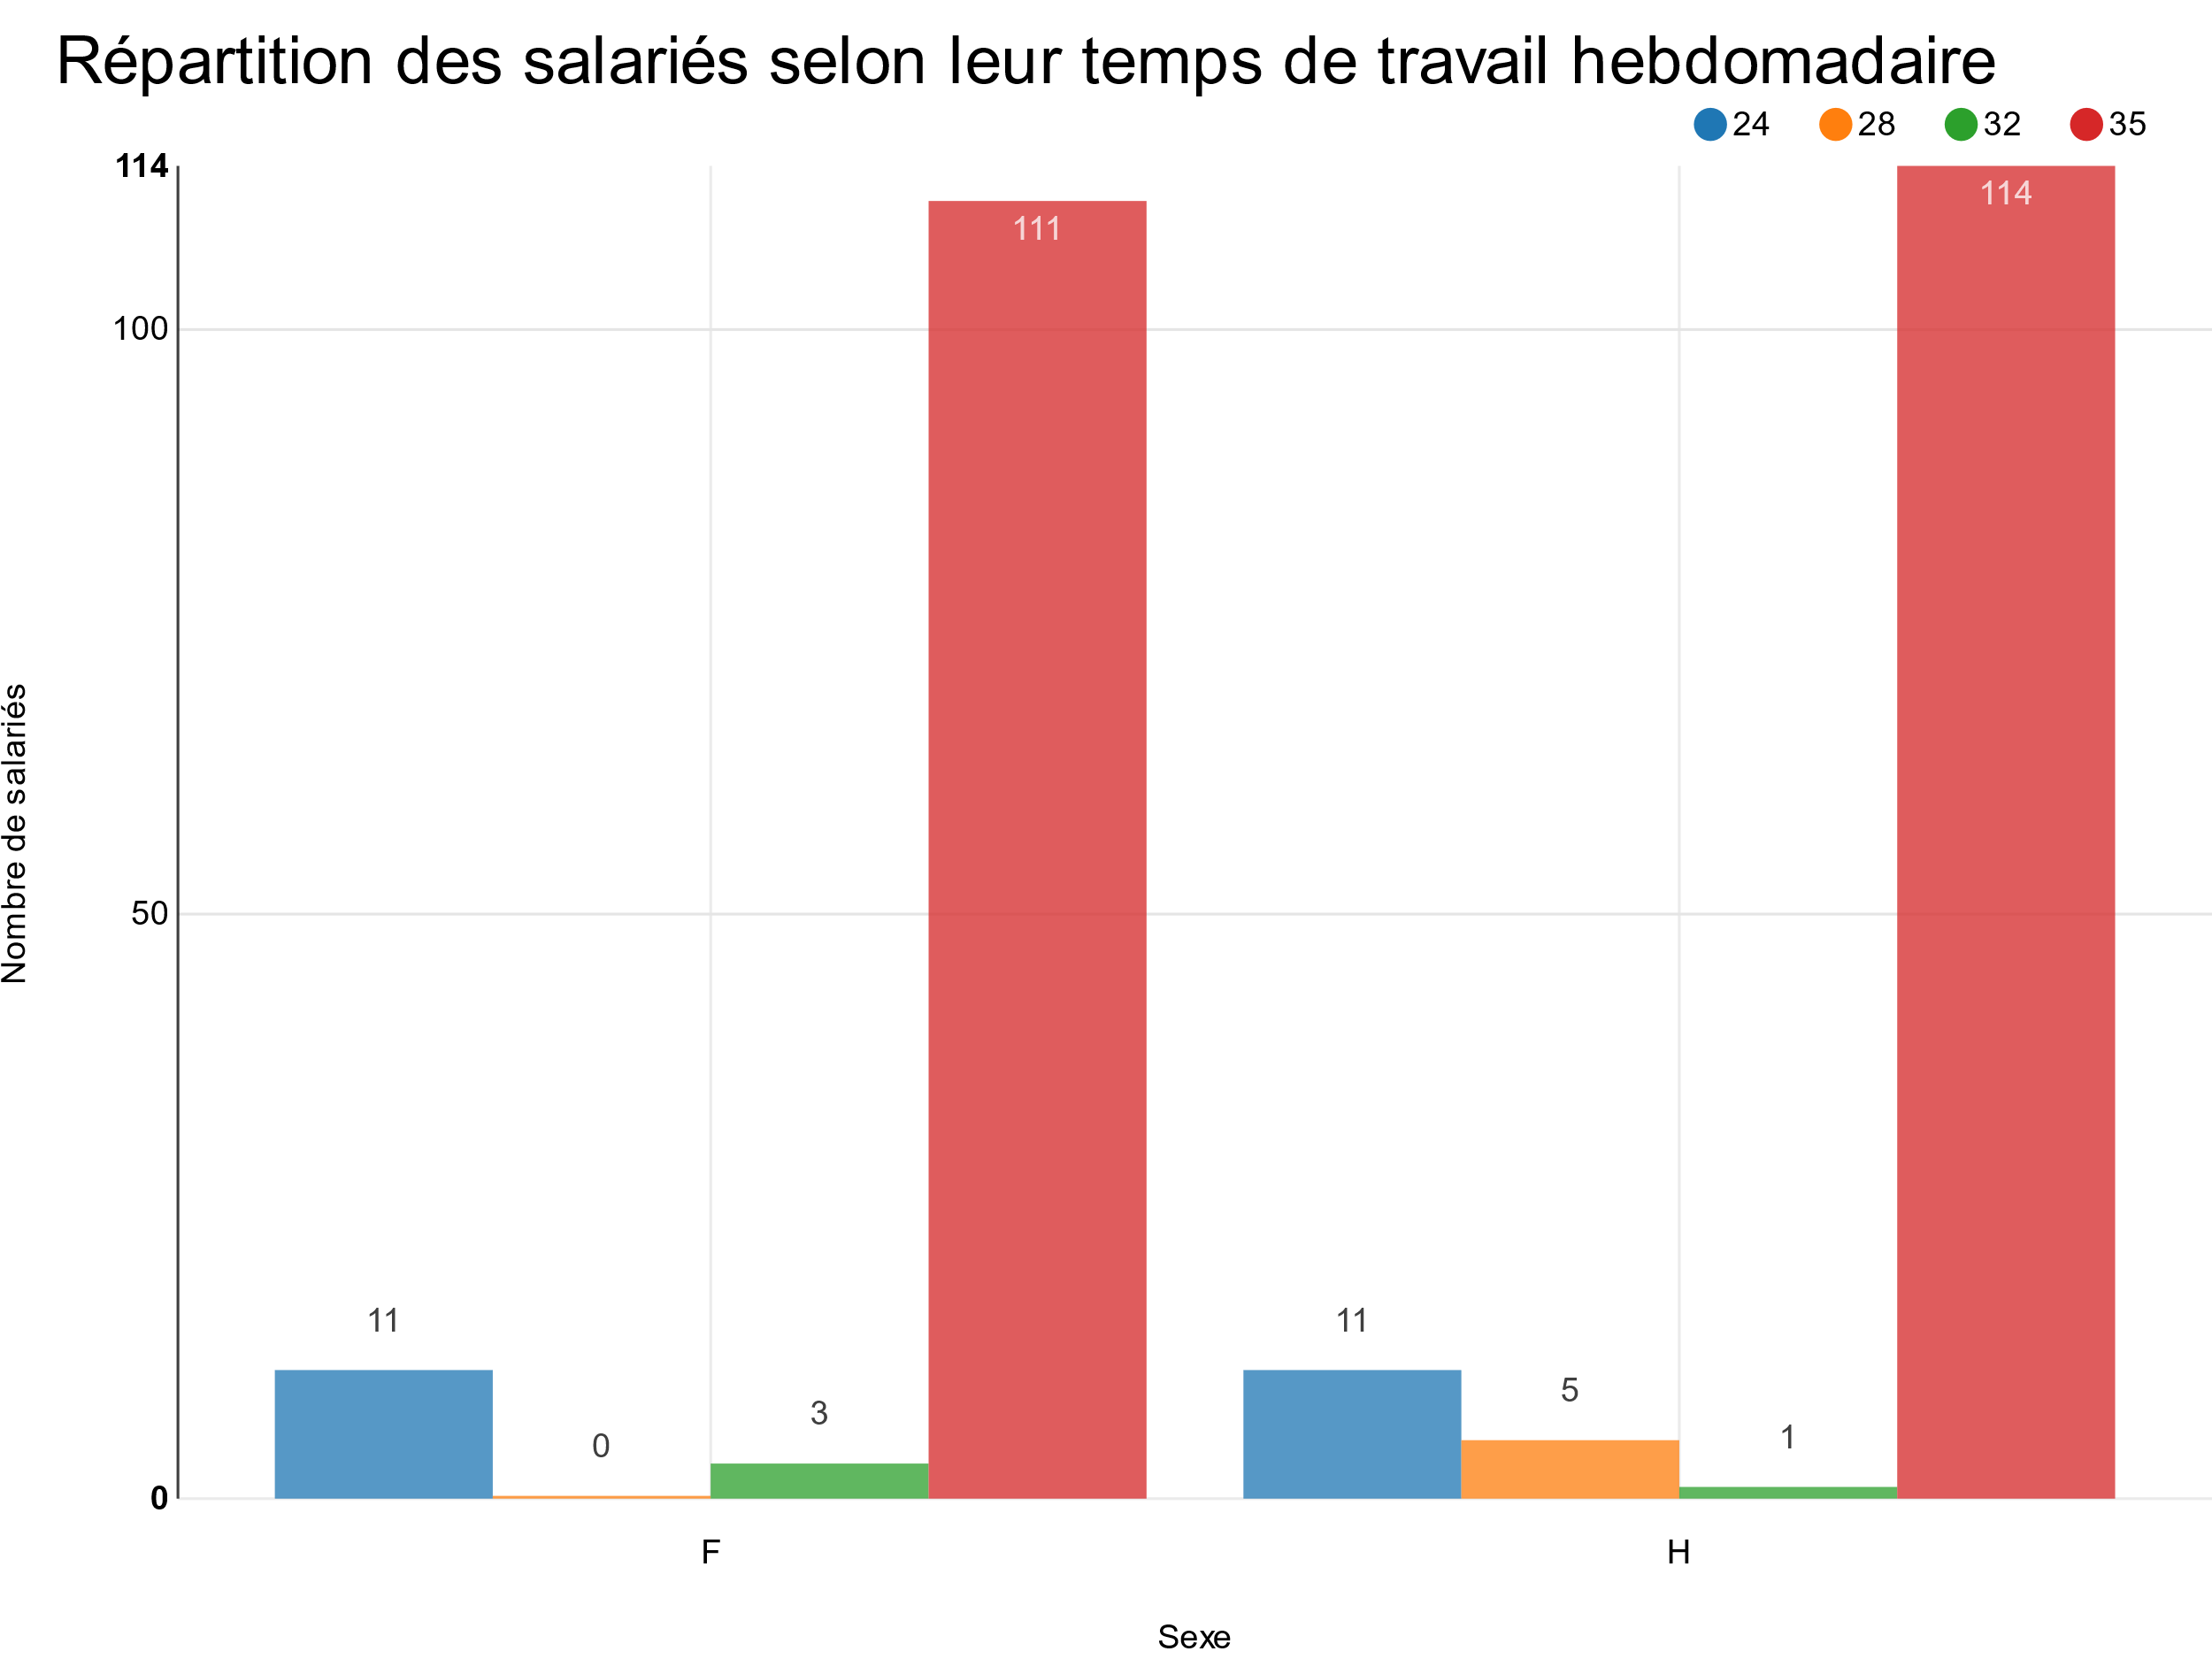 Répartition des salariés selon leur temps de travail hebdomadaire
24 28 32 35
114
100
50
0
Nombre de salariés
111
114
11
0
3
11
5
1
F
H
Sexe